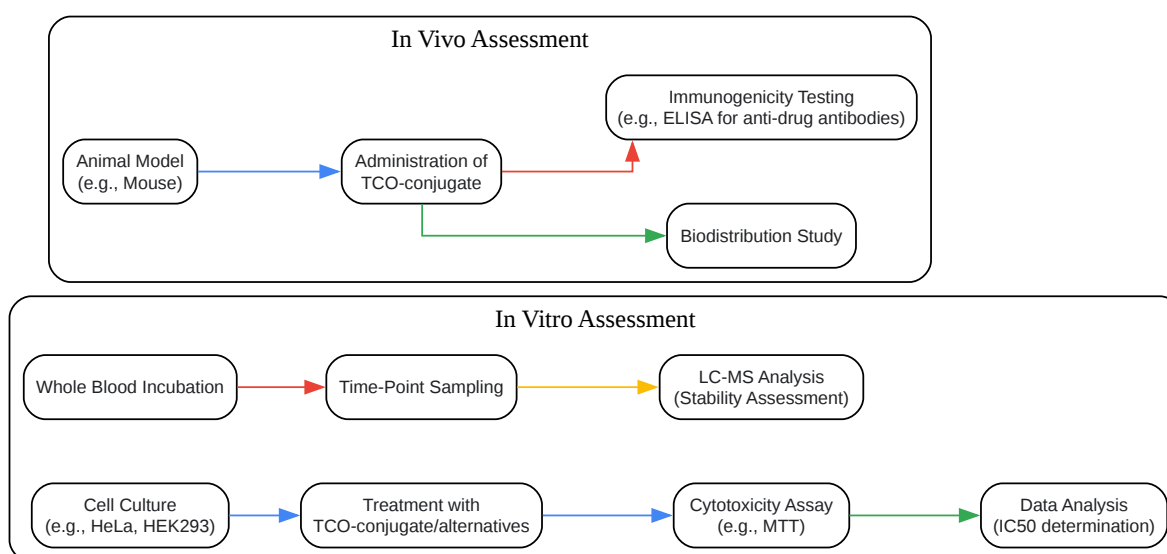 In Vivo Assessment
Immunogenicity Testing
(e.g., ELISA for anti-drug antibodies)
Animal Model
(e.g., Mouse)
Administration of
TCO-conjugate
Biodistribution Study
In Vitro Assessment
Whole Blood Incubation
Time-Point Sampling
LC-MS Analysis
(Stability Assessment)
Cell Culture
(e.g., HeLa, HEK293)
Treatment with
TCO-conjugate/alternatives
Cytotoxicity Assay
(e.g., MTT)
Data Analysis
(IC50 determination)